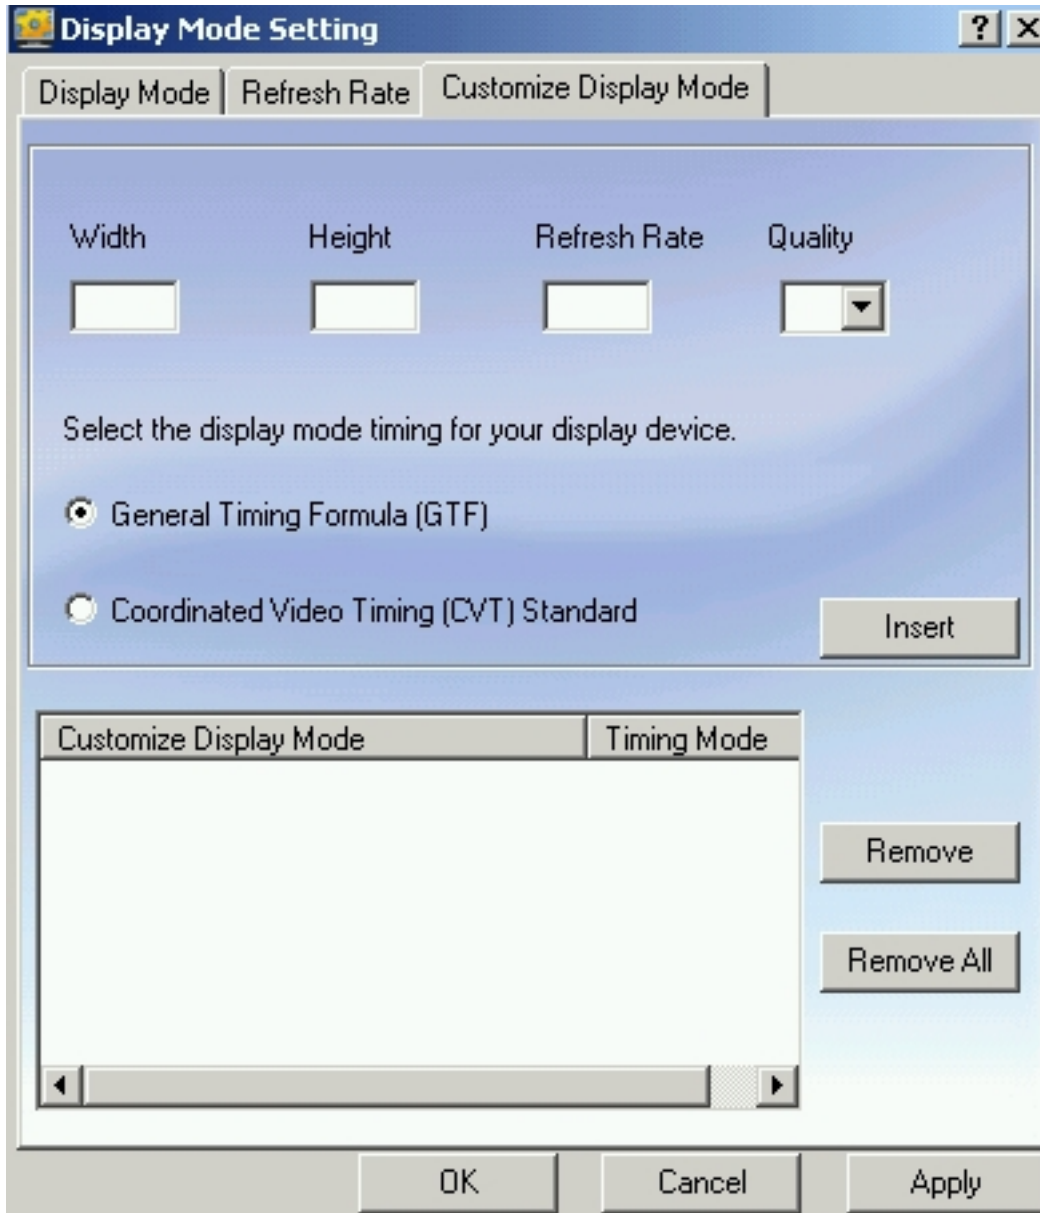 Display Mode Setting
Display Mode Refresh Rate Customize Display Mode
Width Height Refresh Rate Quality
Select the display mode timing for your display device.
General Timing Formula (GTF)
Coordinated Video Timing (CVT) Standard
Insert
Customize Display Mode Timing Mode
Remove
Remove All
OK Cancel Apply